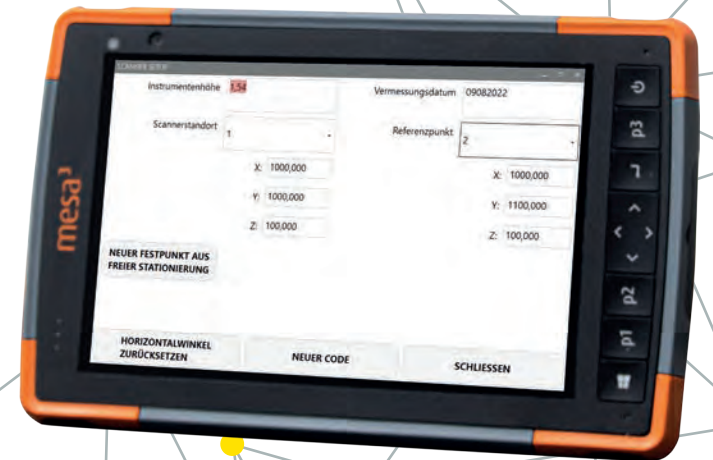 SCANNER SETUP
Instrumentenhöhe 1,54 Vermessungsdatum 09082022
Scannerstandort 1 Referenzpunkt 2
X: 1000,000 X: 1000,000
Y: 1000,000 Y: 1100,000
Z: 100,000 Z: 100,000
NEUER FESTPUNKT AUS
FREIER STATIONIERUNG
HORIZONTALWINKEL
ZURÜCKSETZEN
NEUER CODE
SCHLIESSEN
mesa³
p3
p2
p1